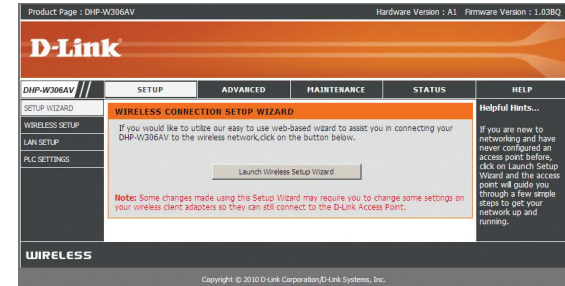 Product Page : DHP-W306AV Hardware Version : A1 Firmware Version : 1.03BQ
D-Link
DHP-W306AV SETUP ADVANCED MAINTENANCE STATUS HELP
SETUP WIZARD
WIRELESS SETUP
LAN SETUP
PLC SETTINGS
WIRELESS CONNECTION SETUP WIZARD
If you would like to utilize our easy to use web-based wizard to assist you in connecting your
DHP-W306AV to the wireless network,click on the button below.
Launch Wireless Setup Wizard
Note: Some changes made using this Setup Wizard may require you to change some settings on
your wireless client adapters so they can still connect to the D-Link Access Point.
Helpful Hints...
If you are new to
networking and have
never configured an
access point before,
click on Launch Setup
Wizard and the access
point will guide you
through a few simple
steps to get your
network up and
running.
WIRELESS
Copyright © 2010 D-Link Corporation/D-Link Systems, Inc.